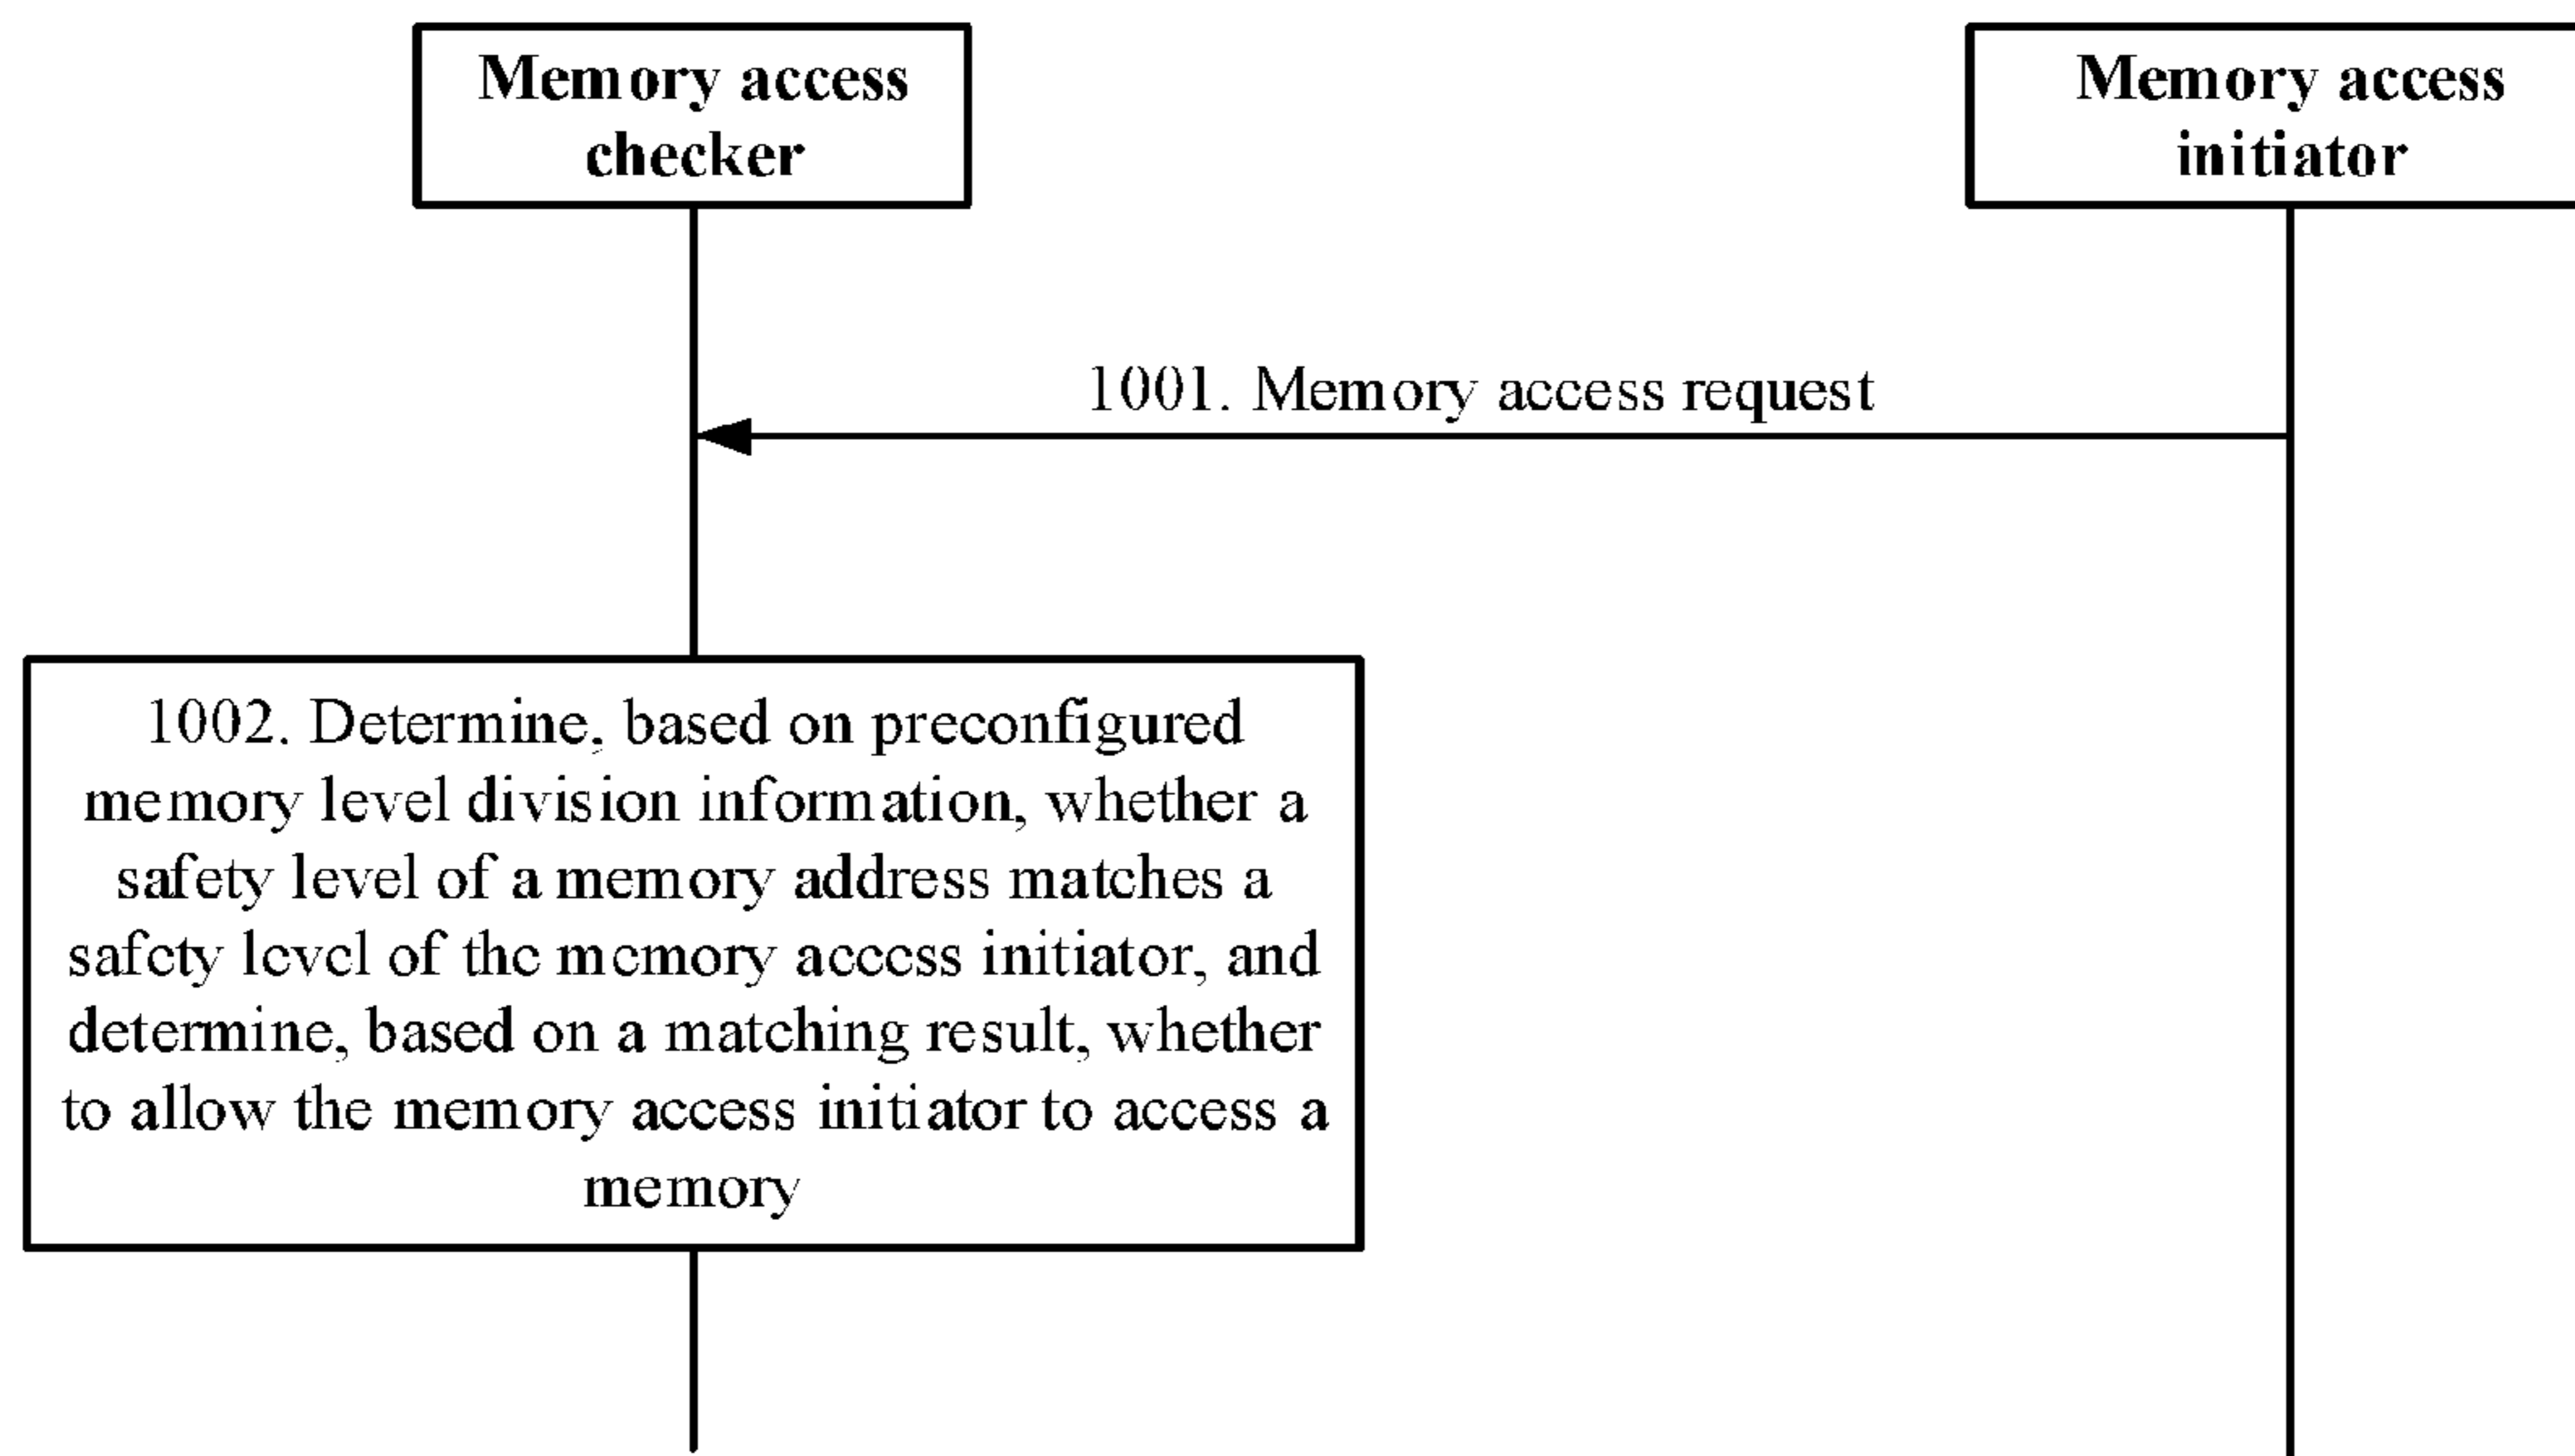 Memory access
checker
Memory access
initiator
1001. Memory access request
1002. Determine, based on preconfigured
memory level division information, whether a
safety level of a memory address matches a
safety level of the memory access initiator, and
determine, based on a matching result, whether
to allow the memory access initiator to access a
memory